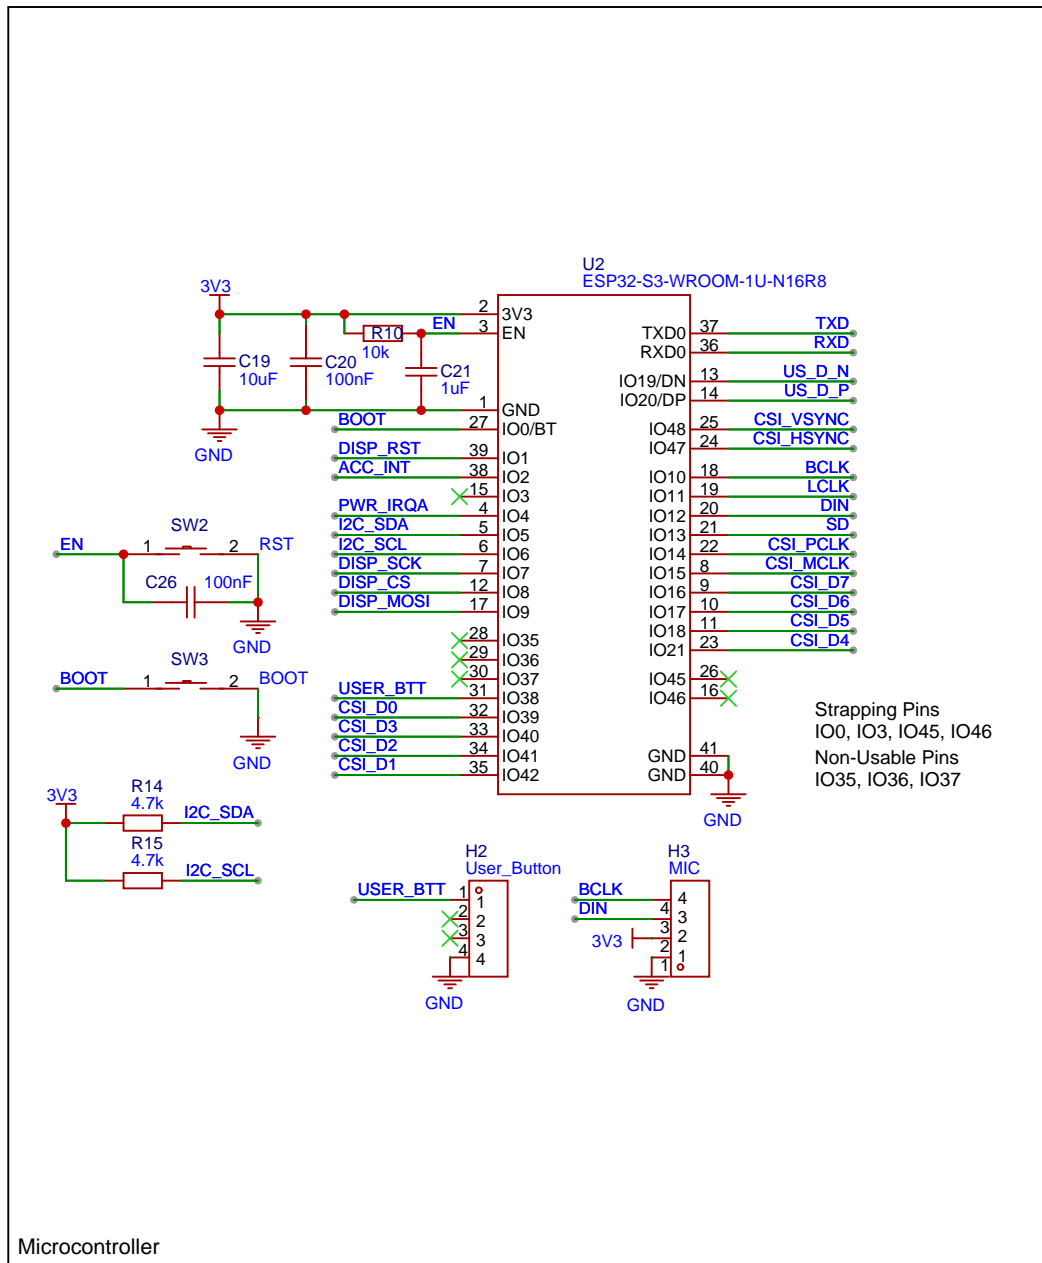 U2
ESP32-S3-WROOM-1U-N16R8
3V3
2 3V3
EN 3 EN
R10
10k
C19
10uF
C20
100nF
C21
1uF
1 GND
GND
BOOT 27 IO0/BT
DISP_RST 39 IO1
ACC_INT 38 IO2
15 IO3
PWR_IRQA 4 IO4
I2C_SDA 5 IO5
I2C_SCL 6 IO6
DISP_SCK 7 IO7
DISP_CS 12 IO8
DISP_MOSI 17 IO9
28 IO35
29 IO36
30 IO37
USER_BTT 31 IO38
CSI_D0 32 IO39
CSI_D3 33 IO40
CSI_D2 34 IO41
CSI_D1 35 IO42
TXD0 37 TXD
RXD0 36 RXD
IO19/DN 13 US_D_N
IO20/DP 14 US_D_P
IO48 25 CSI_VSYNC
IO47 24 CSI_HSYNC
IO10 18 BCLK
IO11 19 LCLK
IO12 20 DIN
IO13 21 SD
IO14 22 CSI_PCLK
IO15 8 CSI_MCLK
IO16 9 CSI_D7
IO17 10 CSI_D6
IO18 11 CSI_D5
IO21 23 CSI_D4
IO45 26
IO46 16
GND 41
GND 40
GND
Strapping Pins
IO0, IO3, IO45, IO46
Non-Usable Pins
IO35, IO36, IO37
SW2
EN 1 2 RST
C26 100nF
GND
SW3
BOOT 1 2 BOOT
GND
3V3
R14
4.7k
I2C_SDA
R15
4.7k
I2C_SCL
H2
User_Button
USER_BTT 1 1
2 2
3 3
4 4
GND
H3
MIC
BCLK 4 4
DIN 3 3
3V3 2 2
1 1
GND
Microcontroller